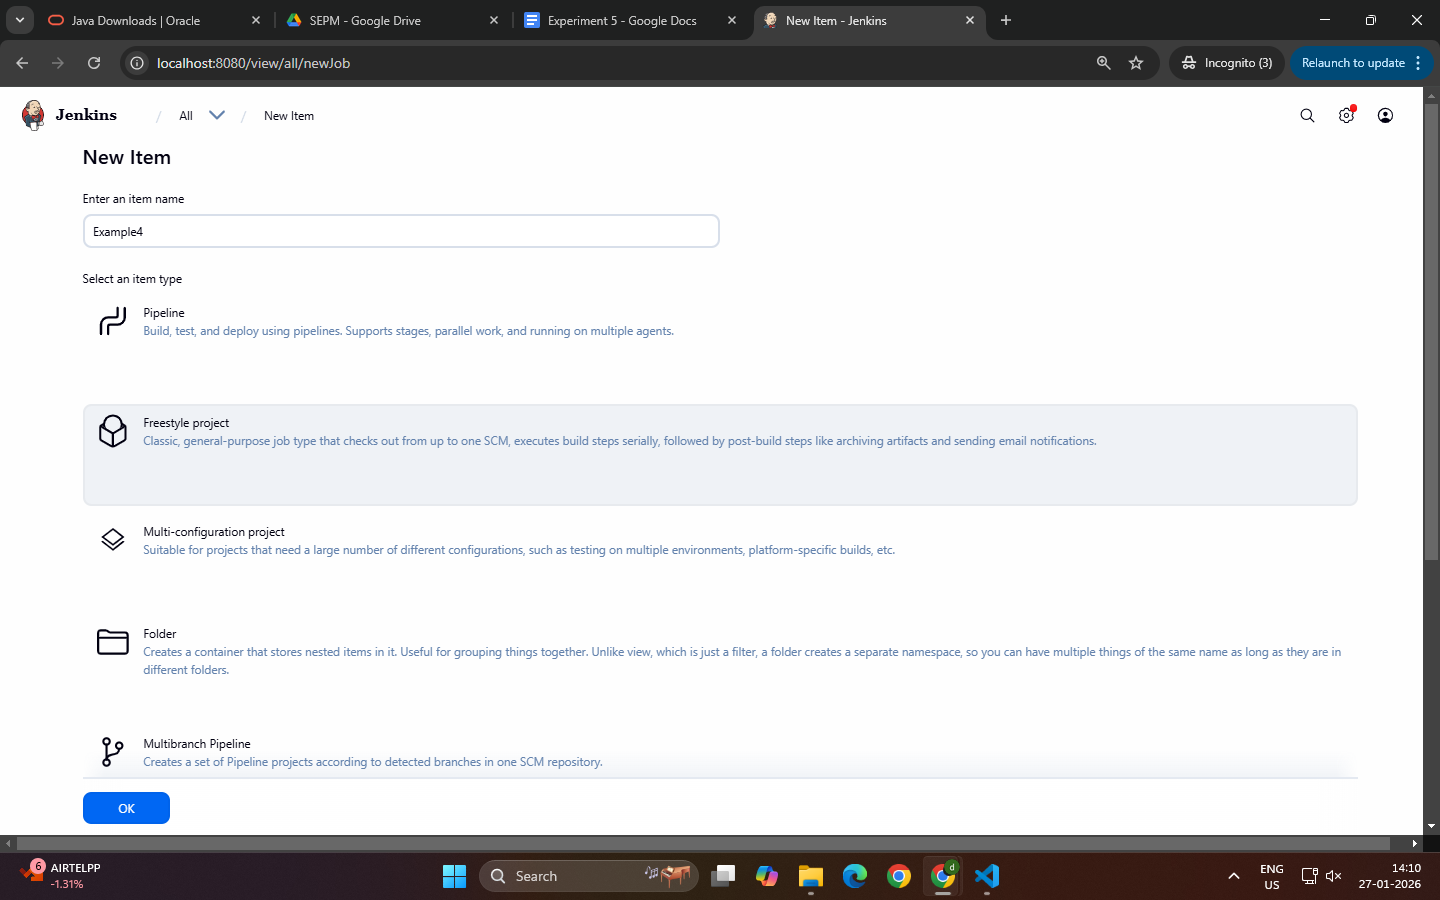 Java Downloads | Oracle
SEPM - Google Drive
Experiment 5 - Google Docs
New Item - Jenkins
localhost:8080/view/all/newJob
Incognito (3)
Relaunch to update
Jenkins / All / New Item
New Item
Enter an item name
Example4
Select an item type
Pipeline
Build, test, and deploy using pipelines. Supports stages, parallel work, and running on multiple agents.
Freestyle project
Classic, general-purpose job type that checks out from up to one SCM, executes build steps serially, followed by post-build steps like archiving artifacts and sending email notifications.
Multi-configuration project
Suitable for projects that need a large number of different configurations, such as testing on multiple environments, platform-specific builds, etc.
Folder
Creates a container that stores nested items in it. Useful for grouping things together. Unlike view, which is just a filter, a folder creates a separate namespace, so you can have multiple things of the same name as long as they are in
different folders.
Multibranch Pipeline
Creates a set of Pipeline projects according to detected branches in one SCM repository.
OK
6
AIRTELPP
-1.31%
Search
d
ENG
US
14:10
27-01-2026